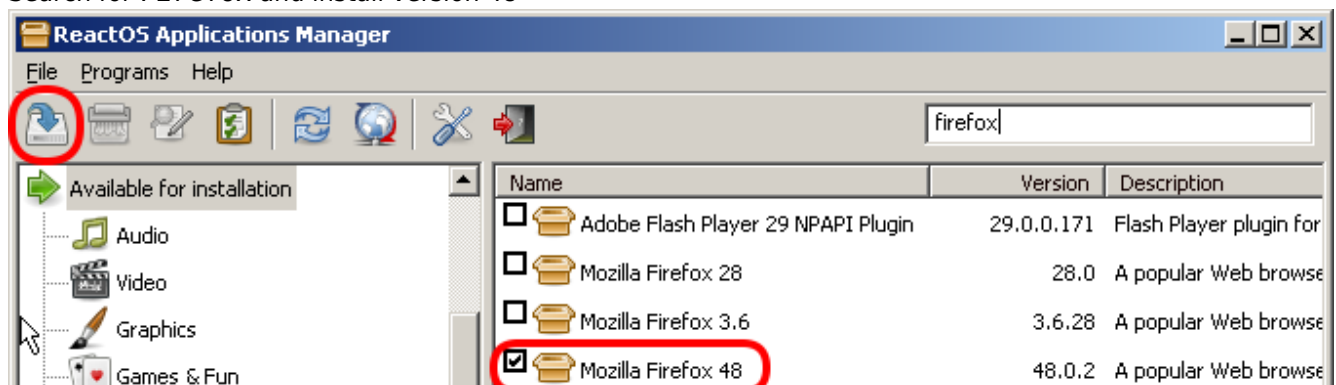 ReactOS Applications Manager
File Programs Help
firefox
Available for installation
Audio
Video
Graphics
Games & Fun
Name Version Description
Adobe Flash Player 29 NPAPI Plugin 29.0.0.171 Flash Player plugin for
Mozilla Firefox 28 28.0 A popular Web browse
Mozilla Firefox 3.6 3.6.28 A popular Web browse
Mozilla Firefox 48 48.0.2 A popular Web browse